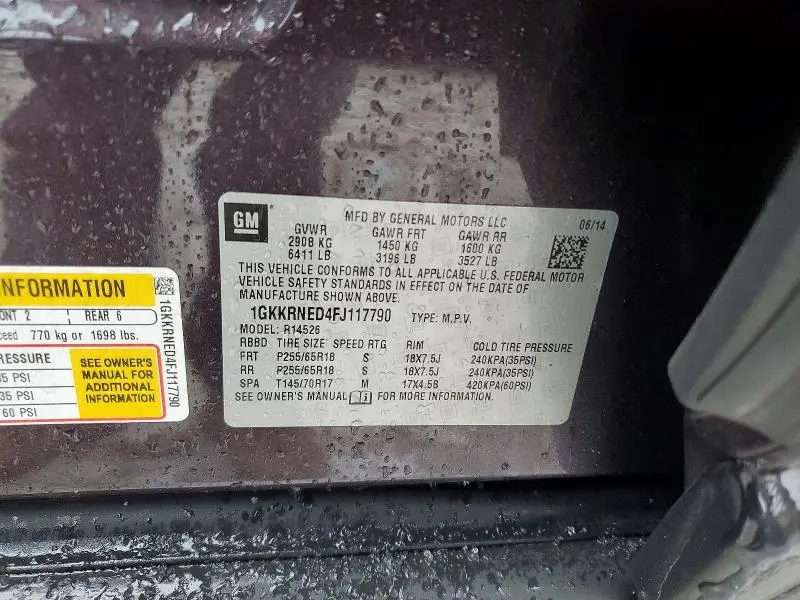 GM
MFD BY GENERAL MOTORS LLC 06/14
GVWR GAWR FRT GAWR RR
2908 KG 1450 KG 1600 KG
6411 LB 3196 LB 3527 LB
THIS VEHICLE CONFORMS TO ALL APPLICABLE U.S. FEDERAL MOTOR
VEHICLE SAFETY STANDARDS IN EFFECT ON THE DATE OF
MANUFACTURE SHOWN ABOVE.
1GKKRNED4FJ117790 TYPE: M.P.V.
MODEL: R14526
RBBD TIRE SIZE SPEED RTG RIM COLD TIRE PRESSURE
FRT P255/65R18 S 18X7.5J 240KPA(35PSI)
RR P255/65R18 S 18X7.5J 240KPA(35PSI)
SPA T145/70R17 M 17X4.5B 420KPA(60PSI)
SEE OWNER'S MANUAL FOR MORE INFORMATION.
NFORMATION
ONT 2 REAR 6
ceed 770 kg or 1698 lbs.
RESSURE
5 PSI
35 PSI
60 PSI
SEE OWNER'S
MANUAL FOR
ADDITIONAL
INFORMATION
1GKKRNED4FJ117790